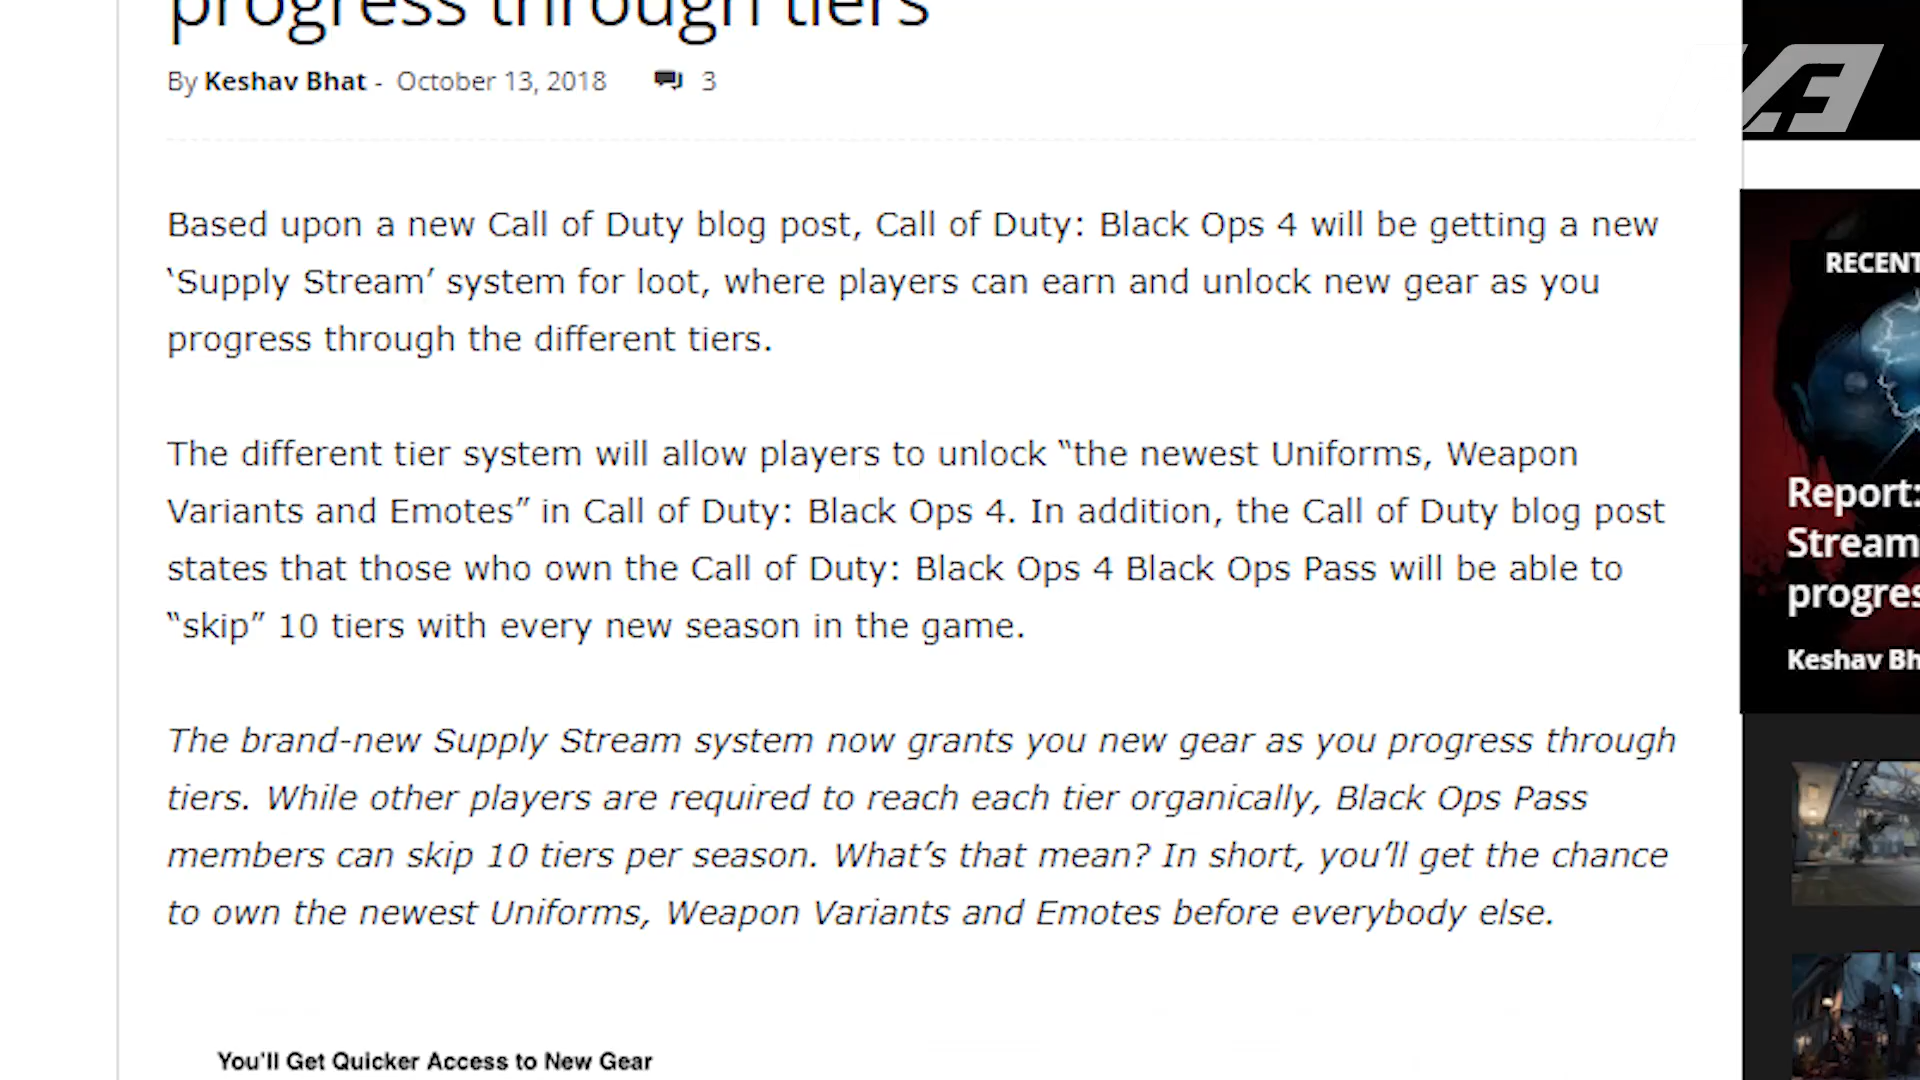 progress through tiers
By Keshav Bhat - October 13, 2018 3
Based upon a new Call of Duty blog post, Call of Duty: Black Ops 4 will be getting a new
‘Supply Stream’ system for loot, where players can earn and unlock new gear as you
progress through the different tiers.
The different tier system will allow players to unlock “the newest Uniforms, Weapon
Variants and Emotes” in Call of Duty: Black Ops 4. In addition, the Call of Duty blog post
states that those who own the Call of Duty: Black Ops 4 Black Ops Pass will be able to
“skip” 10 tiers with every new season in the game.
The brand-new Supply Stream system now grants you new gear as you progress through
tiers. While other players are required to reach each tier organically, Black Ops Pass
members can skip 10 tiers per season. What’s that mean? In short, you’ll get the chance
to own the newest Uniforms, Weapon Variants and Emotes before everybody else.
You'll Get Quicker Access to New Gear
RECENT
Report:
Stream
progres
Keshav Bh